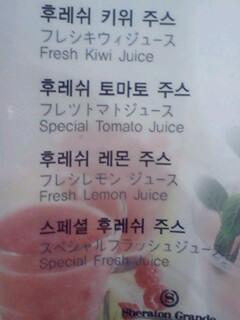 후레쉬 키위 주스
フレシキウィジュース
Fresh Kiwi Juice
후레쉬 토마토 주스
フレツトマトジュース
Special Tomato Juice
후레쉬 레몬 주스
フレシレモン ジュース
Fresh Lemon Juice
스페셜 후레쉬 주스
スペシャルフラッシュジュース
Special Fresh Juice
S
Sheraton Grande